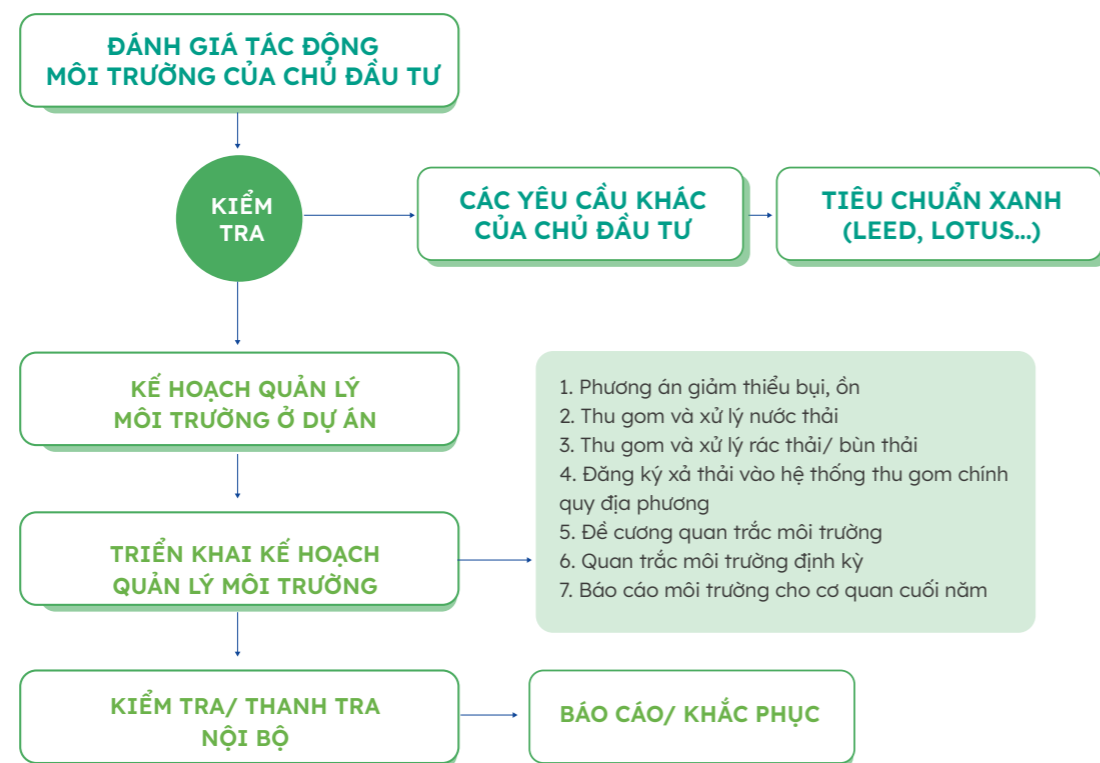 ĐÁNH GIÁ TÁC ĐỘNG
MÔI TRƯỜNG CỦA CHỦ ĐẦU TƯ
KIỂM
TRA
CÁC YÊU CẦU KHÁC
CỦA CHỦ ĐẦU TƯ
TIÊU CHUẨN XANH
(LEED, LOTUS...)
KẾ HOẠCH QUẢN LÝ
MÔI TRƯỜNG Ở DỰ ÁN
TRIỂN KHAI KẾ HOẠCH
QUẢN LÝ MÔI TRƯỜNG
1. Phương án giảm thiểu bụi, ồn
2. Thu gom và xử lý nước thải
3. Thu gom và xử lý rác thải/ bùn thải
4. Đăng ký xả thải vào hệ thống thu gom chính
quy địa phương
5. Đề cương quan trắc môi trường
6. Quan trắc môi trường định kỳ
7. Báo cáo môi trường cho cơ quan cuối năm
KIỂM TRA/ THANH TRA
NỘI BỘ
BÁO CÁO/ KHẮC PHỤC